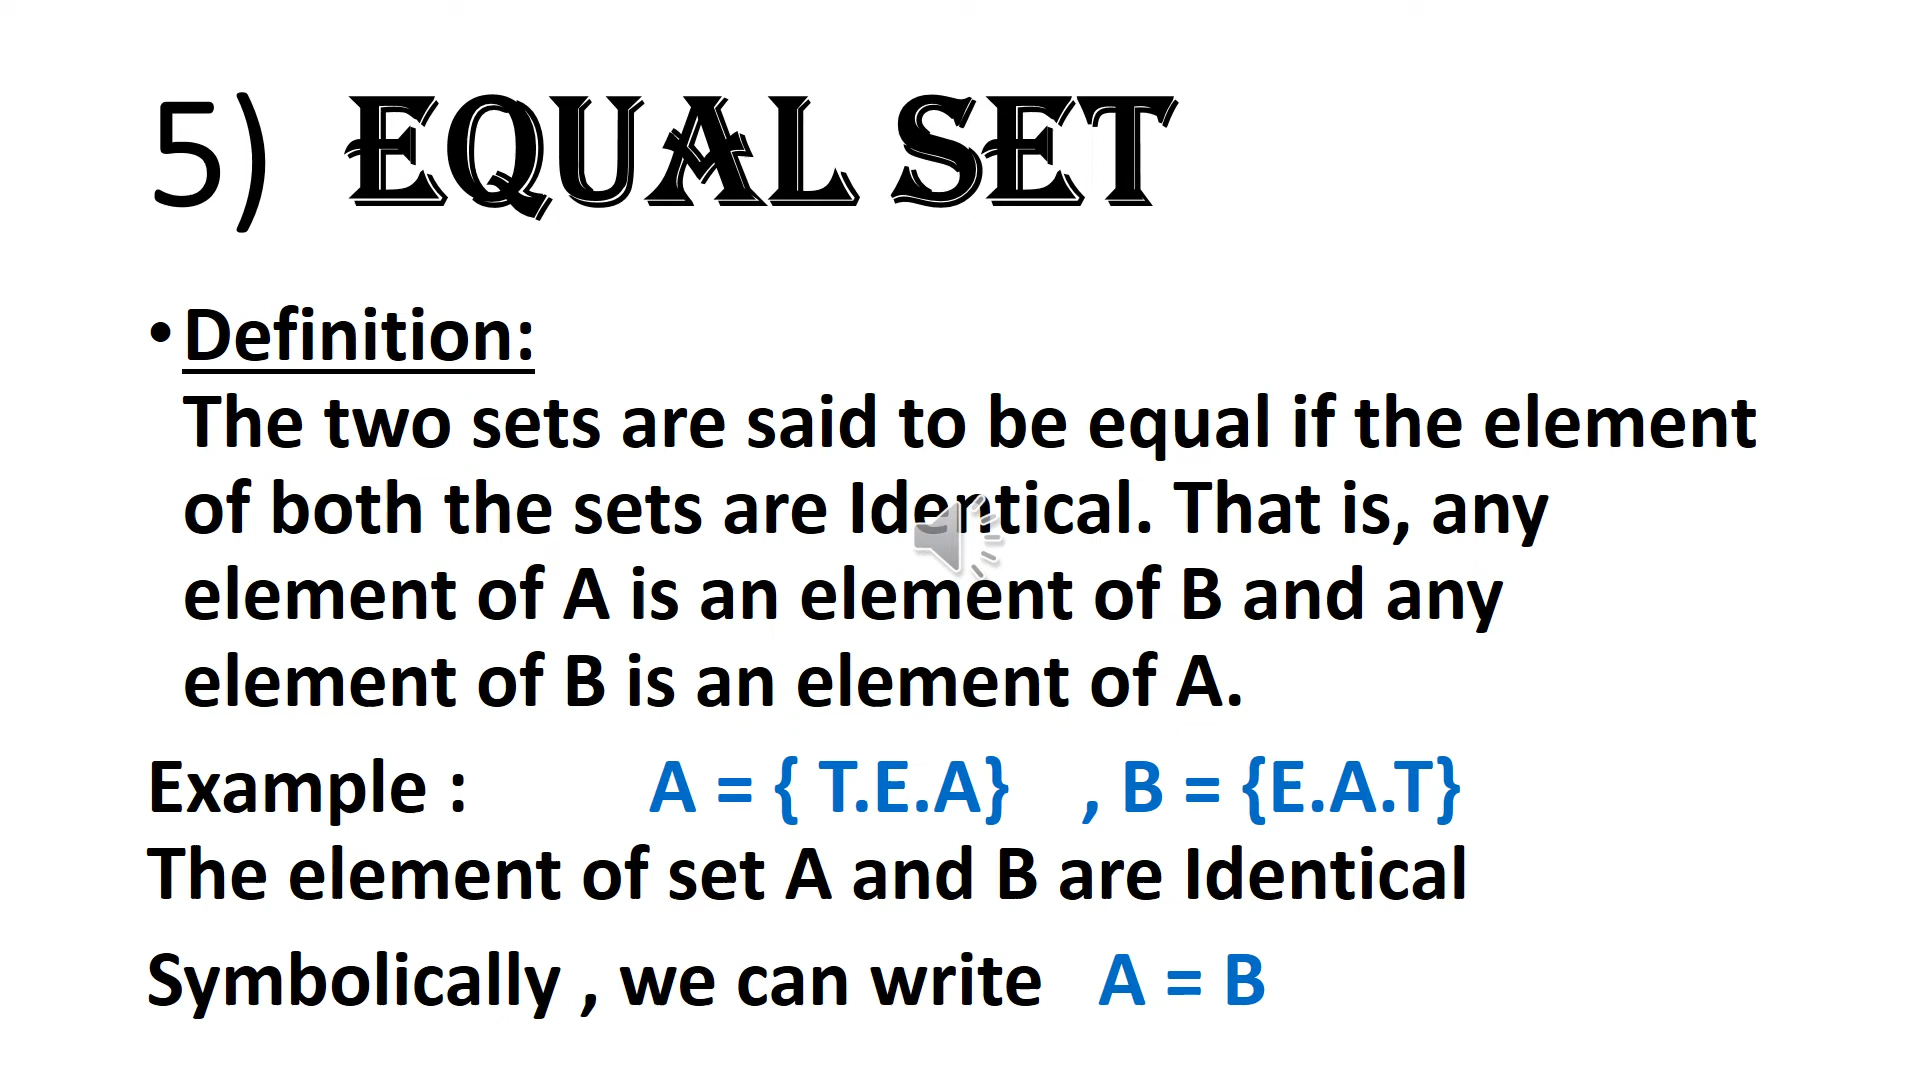 5) EQUAL SET
• Definition:
The two sets are said to be equal if the element
of both the sets are Identical. That is, any
element of A is an element of B and any
element of B is an element of A.
Example : A = { T.E.A} , B = {E.A.T}
The element of set A and B are Identical
Symbolically , we can write A = B